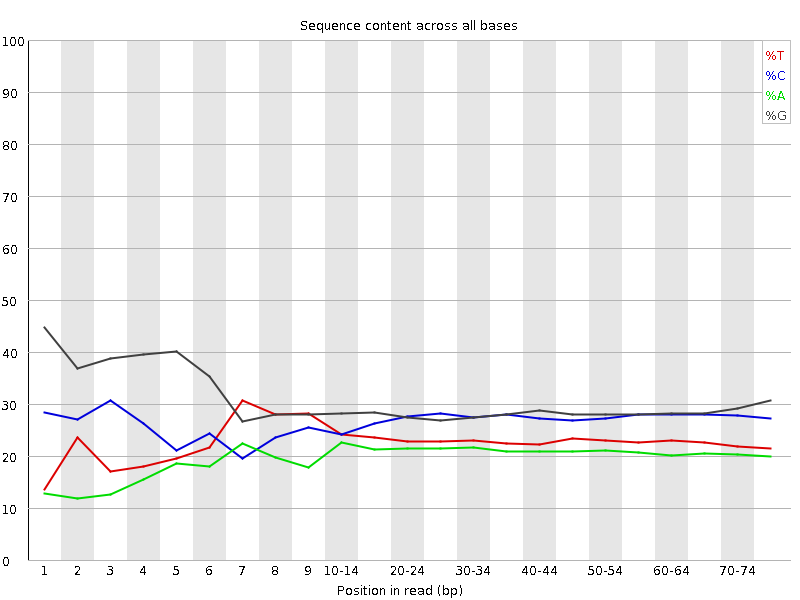 Sequence content across all bases
100
90
80
70
60
50
40
30
20
10
0
%T
%C
%A
%G
1 2 3 4 5 6 7 8 9 10-14 20-24 30-34 40-44 50-54 60-64 70-74
Position in read (bp)